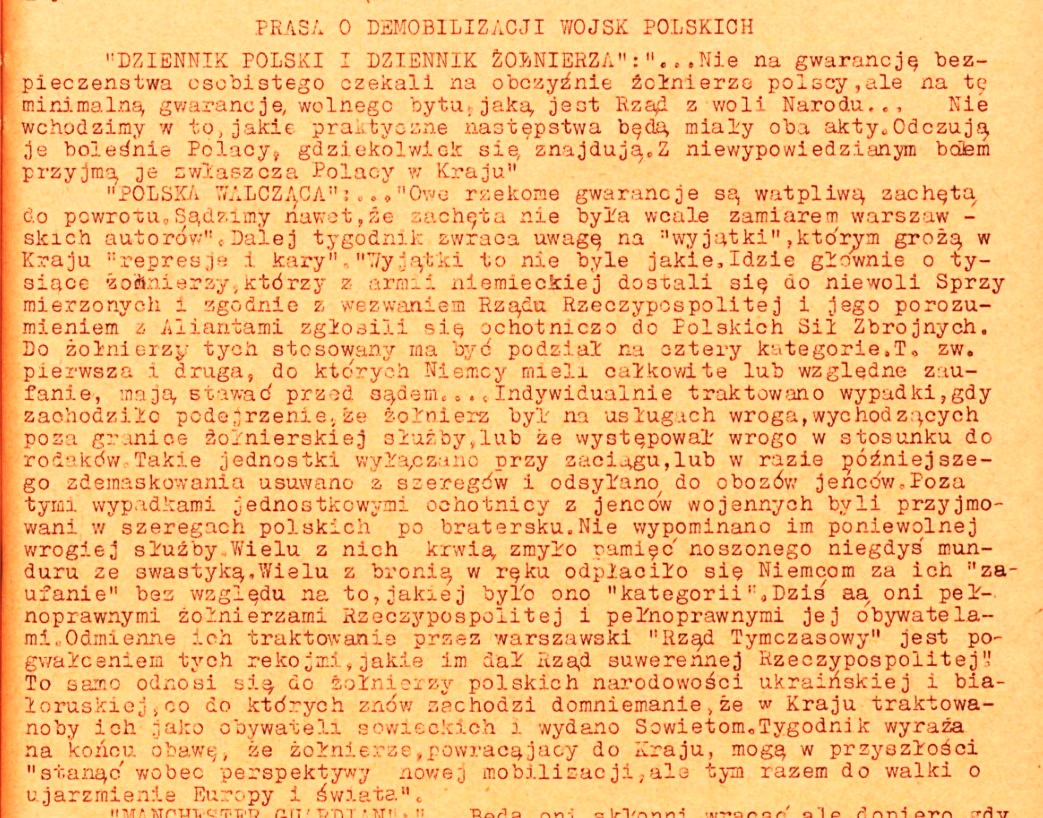 PRASA O DEMOBILIZACJI WOJSK POLSKICH
"DZIENNIK POLSKI I DZIENNIK ŻOŁNIERZA":"...Nie na gwarancję bez-
pieczenstwa osobistego czekali na obczyźnie żołnierze polscy,ale na tę
minimalną gwarancję, wolnego bytu,jaką jest Rząd z woli Narodu... Nie
wchodzimy w to,jakie praktyczne następstwa będą miały oba akty.Odczują
je boleśnie Polacy, gdziekolwiek się znajdują.Z niewypowiedzianym bólem
przyjmą je zwłaszcza Polacy w Kraju"
"POLSKA WALCZĄCA":..."Owe rzekome gwarancje są watpliwą zachętą
do powrotu.Sądzimy nawet,że zachęta nie była wcale zamiarem warszaw -
skich autorów".Dalej tygodnik zwraca uwagę na "wyjątki",którym grożą w
Kraju "represje i kary"."Wyjątki to nie byle jakie.Idzie głównie o ty-
siące żołnierzy,którzy z armii niemieckiej dostali się do niewoli Sprzy
mierzonych i zgodnie z wezwaniem Rządu Rzeczypospolitej i jego porozu-
mieniem z Aliantami zgłosili się ochotniczo do Polskich Sił Zbrojnych.
Do żołnierzy tych stosowany ma być podział na cztery kategorie.T. zw.
pierwsza i druga, do których Niemcy mieli całkowite lub względne zau-
fanie, mają stawać przed sądem....Indywidualnie traktowano wypadki,gdy
zachodziło podejrzenie,że żołnierz był na usługach wroga,wychodzących
poza granice żołnierskiej służby,lub że występował wrogo w stosunku do
rodaków.Takie jednostki wyłączano przy zaciągu,lub w razie późniejsze-
go zdemaskowania usuwano z szeregów i odsyłano do obozów jeńców.Poza
tymi wypadkami jednostkowymi ochotnicy z jenców wojennych byli przyjmo-
wani w szeregach polskich po bratersku.Nie wypominano im poniewolnej
wrogiej służby.Wielu z nich krwią zmyło pamięć noszonego niegdyś mun-
duru ze swastyką.Wielu z bronią w ręku odpłaciło się Niemcom za ich "za-
ufanie" bez względu na to,jakiej było ono "kategorii".Dziś aą oni peł-
noprawnymi żołnierzami Rzeczypospolitej i pełnoprawnymi jej óbywatela-
mi.Odmienne ich traktowanie przez warszawski "Rząd Tymczasowy" jest po-
gwałceniem tych rekojmi,jakie im dał Rząd suwerennej Rzeczypospolitej"
To samo odnosi się do żołnierzy polskich narodowości ukraińskiej i bia-
łoruskiej,co do których znów zachodzi domniemanie,że w Kraju traktowa-
noby ich jako obywateli sowieckich i wydano Sowietom.Tygodnik wyraża
na końcu obawę, że żołnierze,powracajacy do Kraju, mogą w przyszłości
"stanąć wobec perspektywy nowej mobilizacji,ale tym razem do walki o
ujarzmienie Europy i świata".
"MANCHESTER GUARDIAN":"...Będą oni skłonni wracać ale dopiero gdy